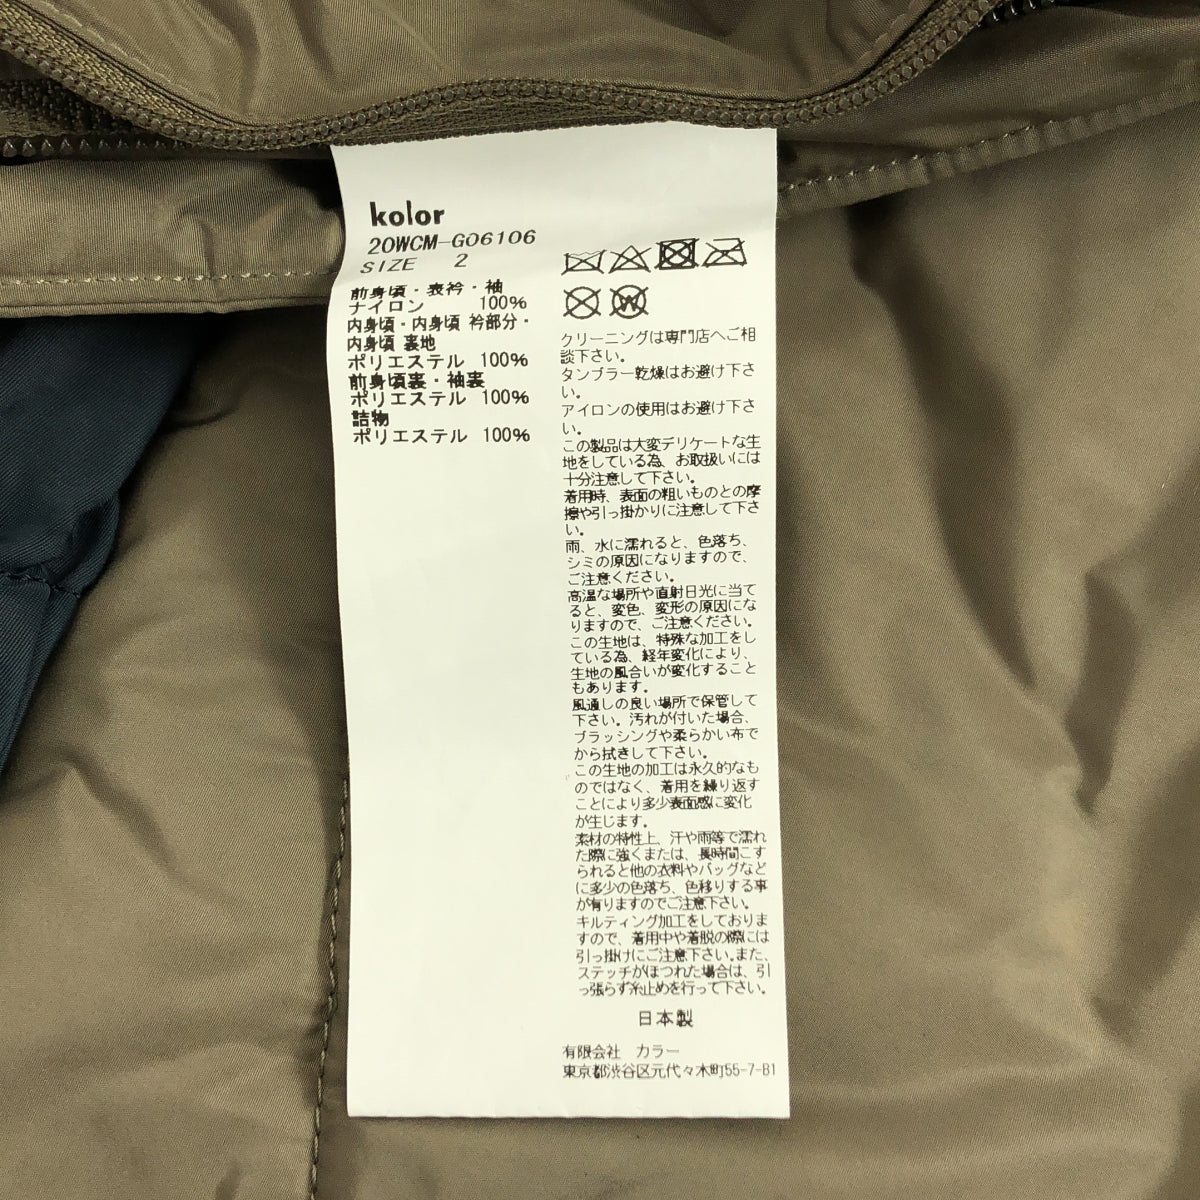 kolor
20WCM-G06106
SIZE 2
前身頃・表衿・袖
ナイロン 100%
内身頃・内身頃 衿部分・
内身頃 裏地
ポリエステル 100%
前身頃裏・袖裏
ポリエステル 100%
詰物
ポリエステル 100%
W
クリーニングは専門店へご相
談下さい。
タンブラー乾燥はお避け下さ
い。
アイロンの使用はお避け下さ
い。
この製品は大変デリケートな生
地をしている為、お取扱いには
十分注意して下さい。
着用時、表面の粗いものとの摩
擦や引っ掛かりに注意して下さ
い。
雨、水に濡れると、色落ち、
シミの原因になりますので、
ご注意ください。
高温な場所や直射日光に当て
ると、変色、変形の原因にな
りますので、ご注意ください。
この生地は、特殊な加工をし
ている為、経年変化により、
生地の風合いが変化すること
もあります。
風通しの良い場所で保管して
下さい。汚れが付いた場合、
ブラッシングや柔らかい布で
から拭きして下さい。
この生地の加工は永久的なも
のではなく、着用を繰り返す
ことにより多少表面感に変化
が生じます。
素材の特性上、汗や雨等で濡れ
た際に強くまたは、長時間こす
られると他の衣料やバッグなど
に多少の色落ち、色移りする事
が有りますのでご注意下さい。
キルティング加工をしておりま
すので、着用中や着脱の際には
引っ掛けにご注意下さい。また、
ステッチがほつれた場合は、引
っ張らず糸止めを行って下さい。
日本製
有限会社 カラー
東京都渋谷区元代々木町55-7-B1